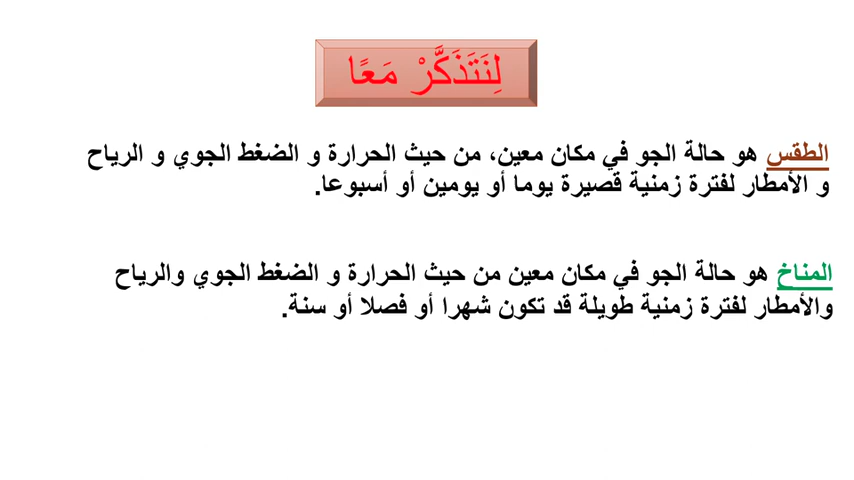 لِنَتَذَكَّرْ مَعًا
الطقس هو حالة الجو في مكان معين، من حيث الحرارة و الضغط الجوي و الرياح
و الأمطار لفترة زمنية قصيرة يوما أو يومين أو أسبوعا.
المناخ هو حالة الجو في مكان معين من حيث الحرارة و الضغط الجوي والرياح
والأمطار لفترة زمنية طويلة قد تكون شهرا أو فصلا أو سنة.